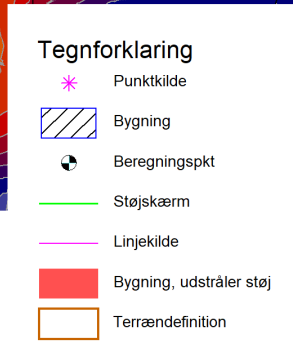 Tegnforklaring
Punktkilde
Bygning
Beregningspkt
Støjskærm
Linjekilde
Bygning, udstråler støj
Terrændefinition